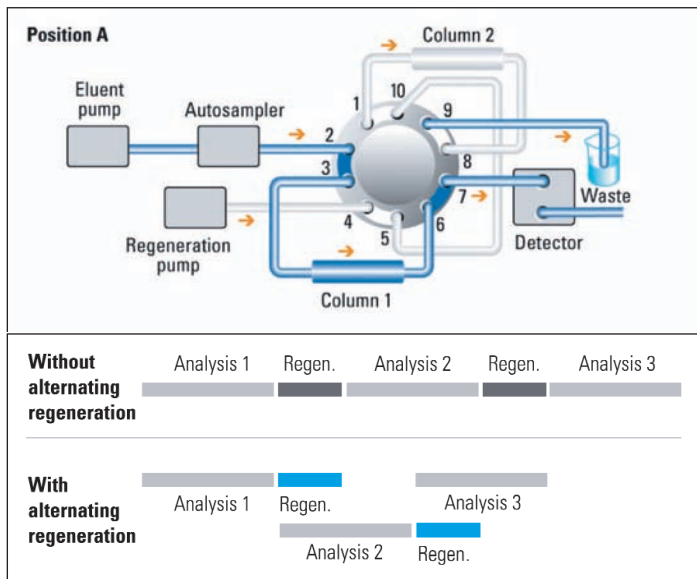 Position A
Column 2
Eluent
pump
Autosampler
1
10
9
2
8
3
7
Waste
4
5
6
Regeneration
pump
Detector
Column 1
Without
alternating
regeneration
Analysis 1 Regen. Analysis 2 Regen. Analysis 3
With
alternating
regeneration
Analysis 1 Regen. Analysis 3
Analysis 2 Regen.